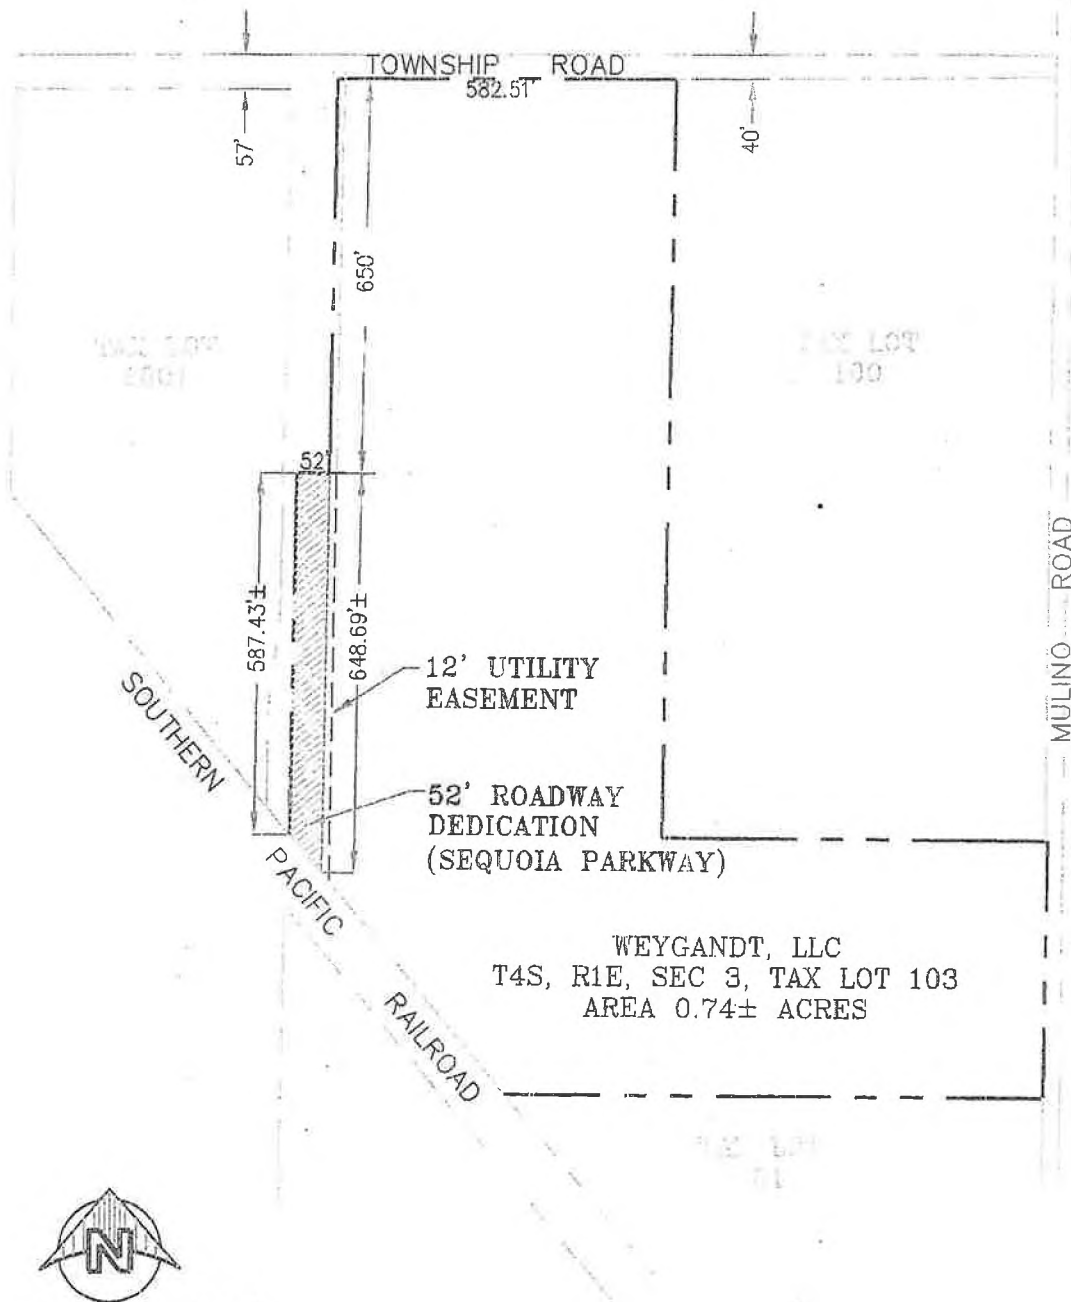 TOWNSHIP ROAD
582.51'
57'
40'
650'
TAX LOT
100
52'
587.43'±
648.69'±
12' UTILITY
EASEMENT
52' ROADWAY
DEDICATION
(SEQUOIA PARKWAY)
SOUTHERN
PACIFIC
RAILROAD
MULINO ROAD
WEYGANDT, LLC
T4S, R1E, SEC 3, TAX LOT 103
AREA 0.74± ACRES
N